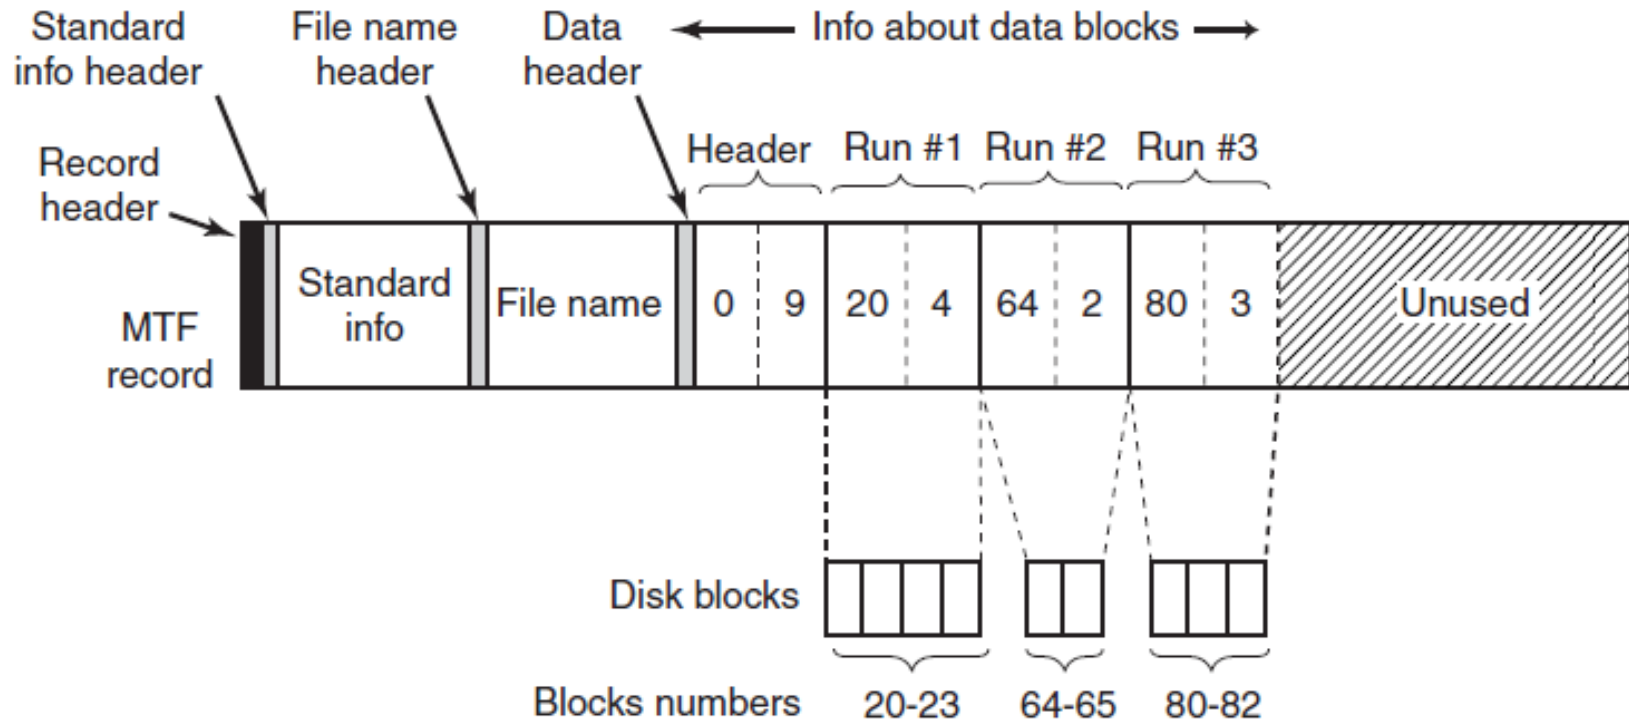 Standard
info header
File name
header
Data
header
Info about data blocks
Record
header
Header
Run #1
Run #2
Run #3
MTF
record
Standard
info
File name
0
9
20
4
64
2
80
3
Unused
Disk blocks
Blocks numbers
20-23
64-65
80-82